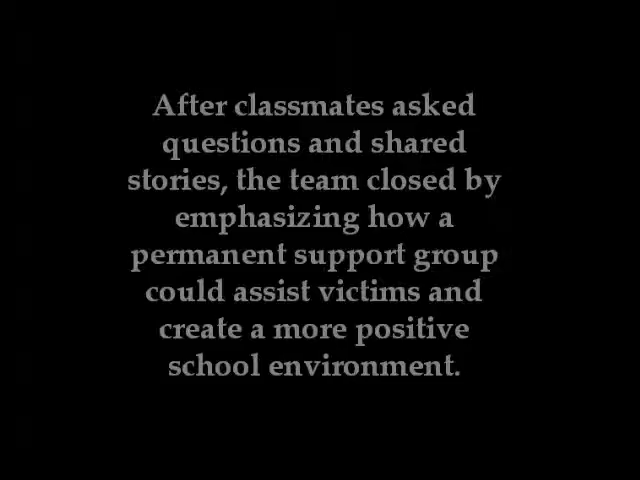 After classmates asked
questions and shared
stories, the team closed by
emphasizing how a
permanent support group
could assist victims and
create a more positive
school environment.